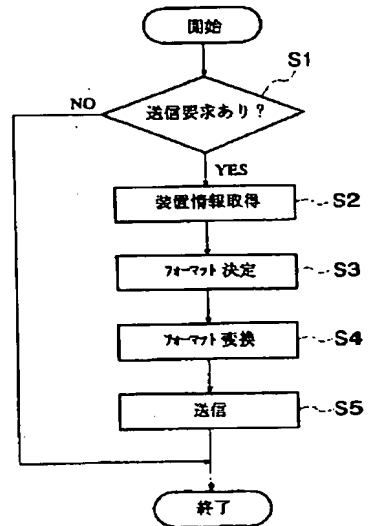 開始
S1
送信要求あり?
NO
YES
装置情報取得
S2
フォーマット決定
S3
フォーマット変換
S4
送信
S5
終了